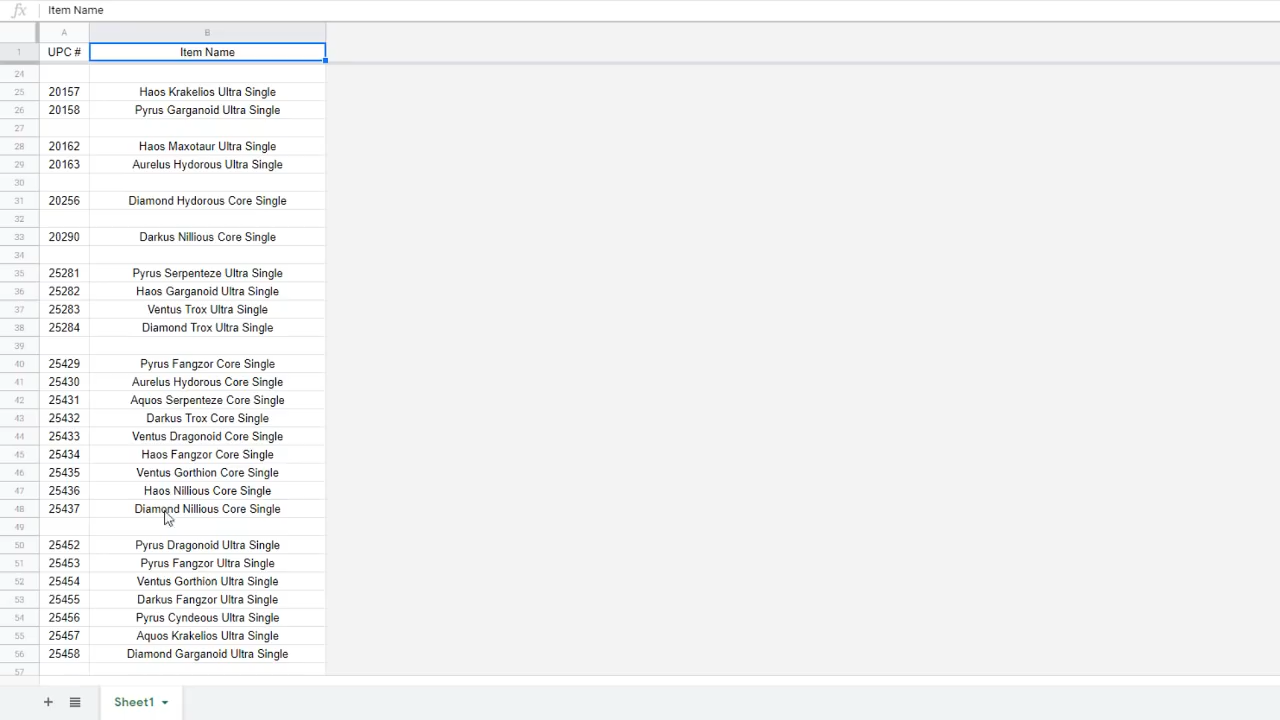 fx Item Name
A B
1 UPC # Item Name
24
25 20157 Haos Krakelios Ultra Single
26 20158 Pyrus Garganoid Ultra Single
27
28 20162 Haos Maxotaur Ultra Single
29 20163 Aurelus Hydorous Ultra Single
30
31 20256 Diamond Hydorous Core Single
32
33 20290 Darkus Nillious Core Single
34
35 25281 Pyrus Serpenteze Ultra Single
36 25282 Haos Garganoid Ultra Single
37 25283 Ventus Trox Ultra Single
38 25284 Diamond Trox Ultra Single
39
40 25429 Pyrus Fangzor Core Single
41 25430 Aurelus Hydorous Core Single
42 25431 Aquos Serpenteze Core Single
43 25432 Darkus Trox Core Single
44 25433 Ventus Dragonoid Core Single
45 25434 Haos Fangzor Core Single
46 25435 Ventus Gorthion Core Single
47 25436 Haos Nillious Core Single
48 25437 Diamond Nillious Core Single
49
50 25452 Pyrus Dragonoid Ultra Single
51 25453 Pyrus Fangzor Ultra Single
52 25454 Ventus Gorthion Ultra Single
53 25455 Darkus Fangzor Ultra Single
54 25456 Pyrus Cyndeous Ultra Single
55 25457 Aquos Krakelios Ultra Single
56 25458 Diamond Garganoid Ultra Single
57
Sheet1